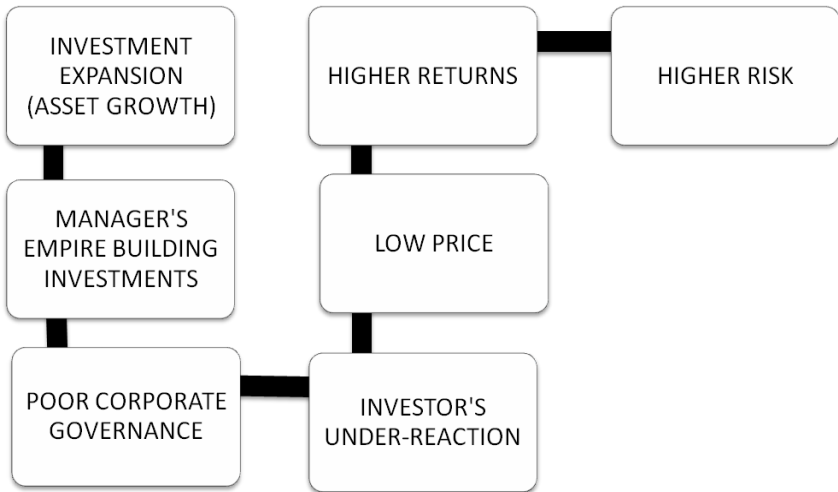 INVESTMENT
EXPANSION
(ASSET GROWTH)
MANAGER'S
EMPIRE BUILDING
INVESTMENTS
POOR CORPORATE
GOVERNANCE
INVESTOR'S
UNDER-REACTION
LOW PRICE
HIGHER RETURNS
HIGHER RISK